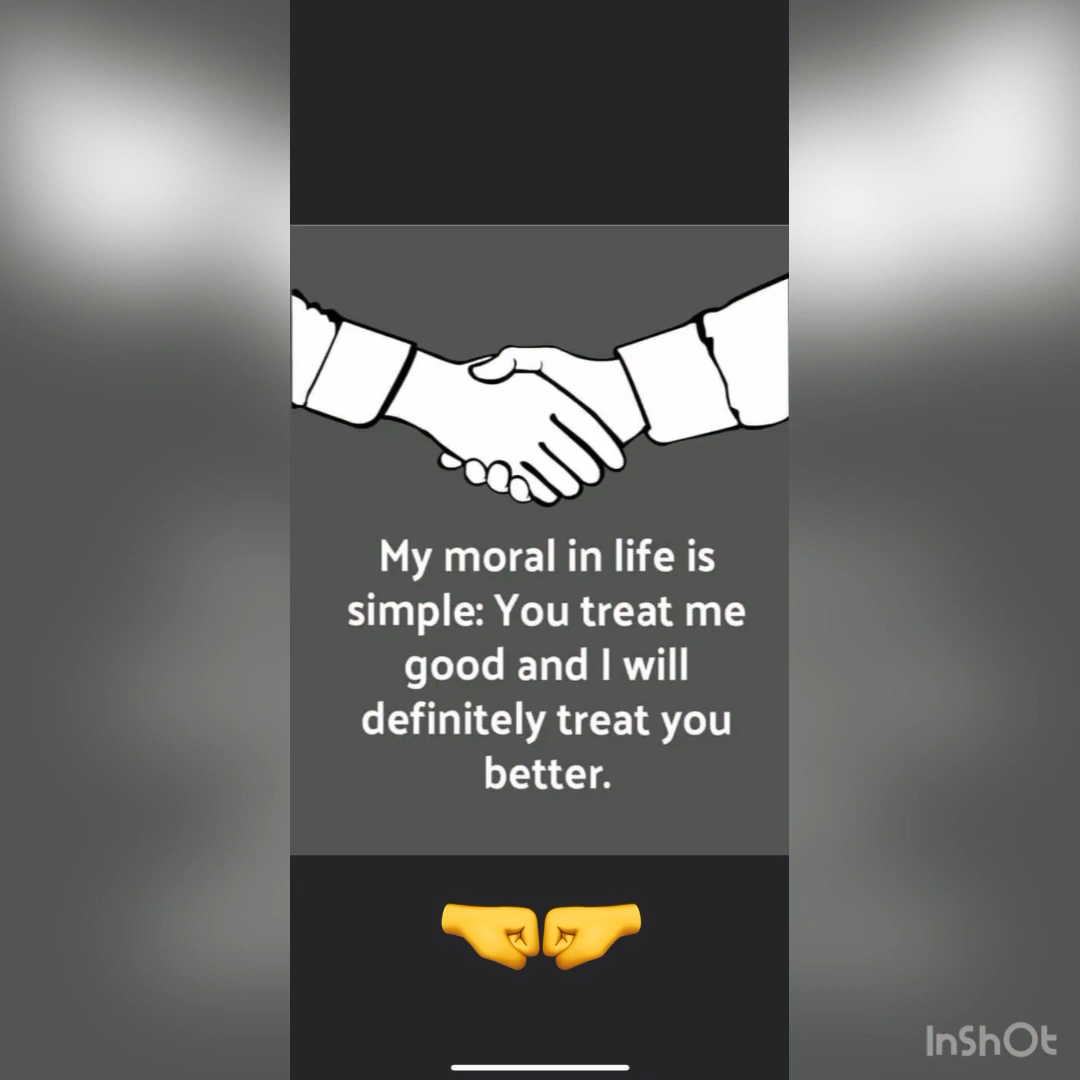 My moral in life is
simple: You treat me
good and I will
definitely treat you
better.
InShOt